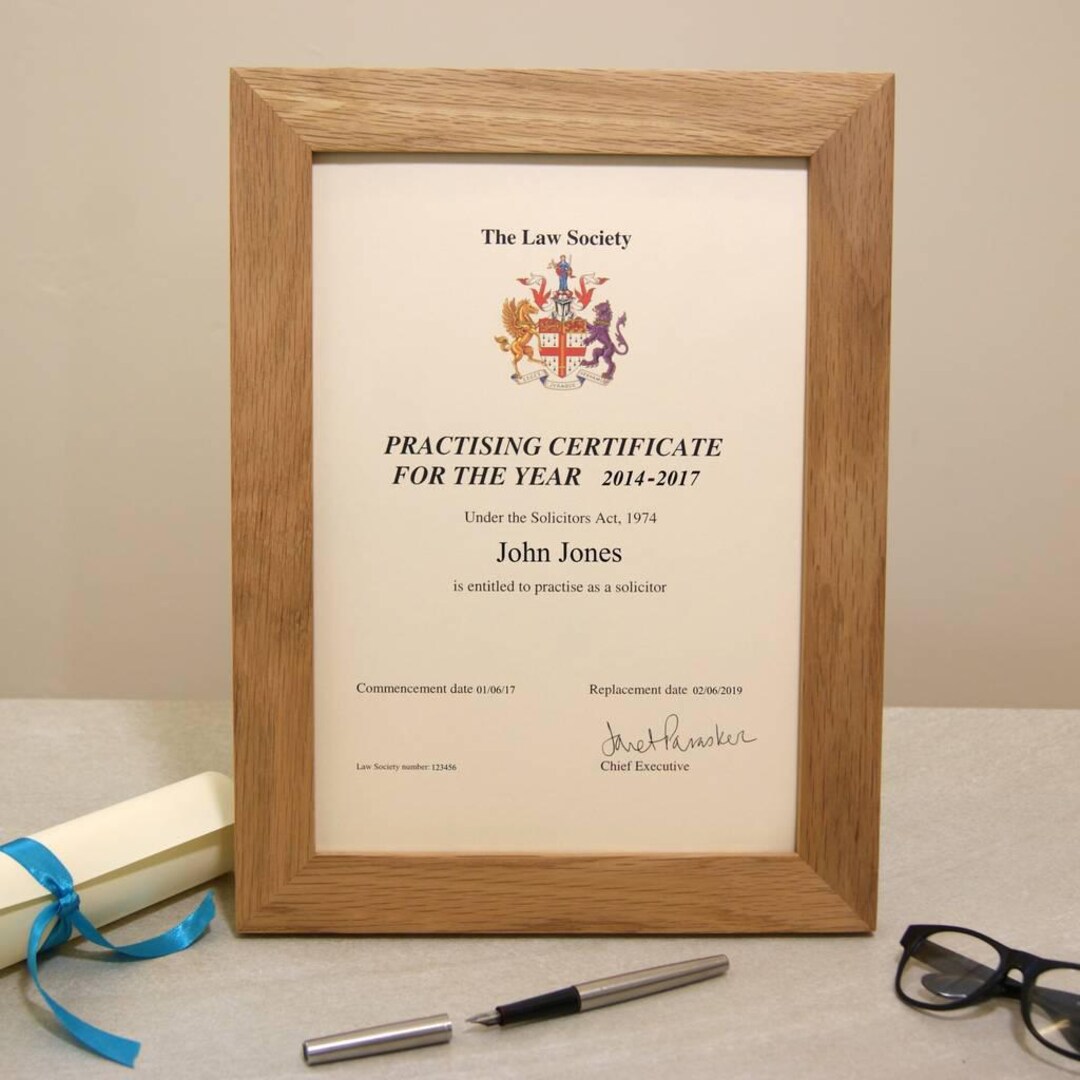 The Law Society
PRACTISING CERTIFICATE
FOR THE YEAR 2014-2017
Under the Solicitors Act, 1974
John Jones
is entitled to practise as a solicitor
Commencement date 01/06/17
Replacement date 02/06/2019
Law Society number: 123456
Chief Executive